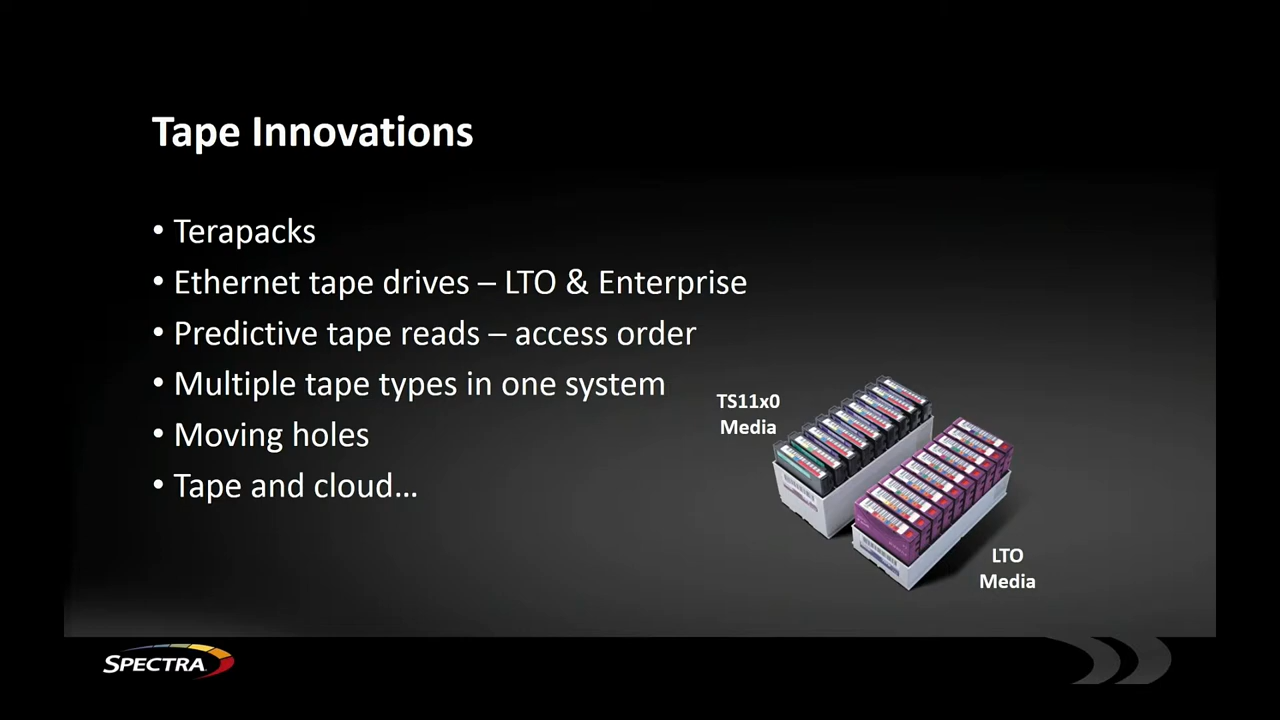 Tape Innovations
• Terapacks
• Ethernet tape drives – LTO & Enterprise
• Predictive tape reads – access order
• Multiple tape types in one system
• Moving holes
• Tape and cloud…
TS11x0
Media
LTO
Media
SPECTRA